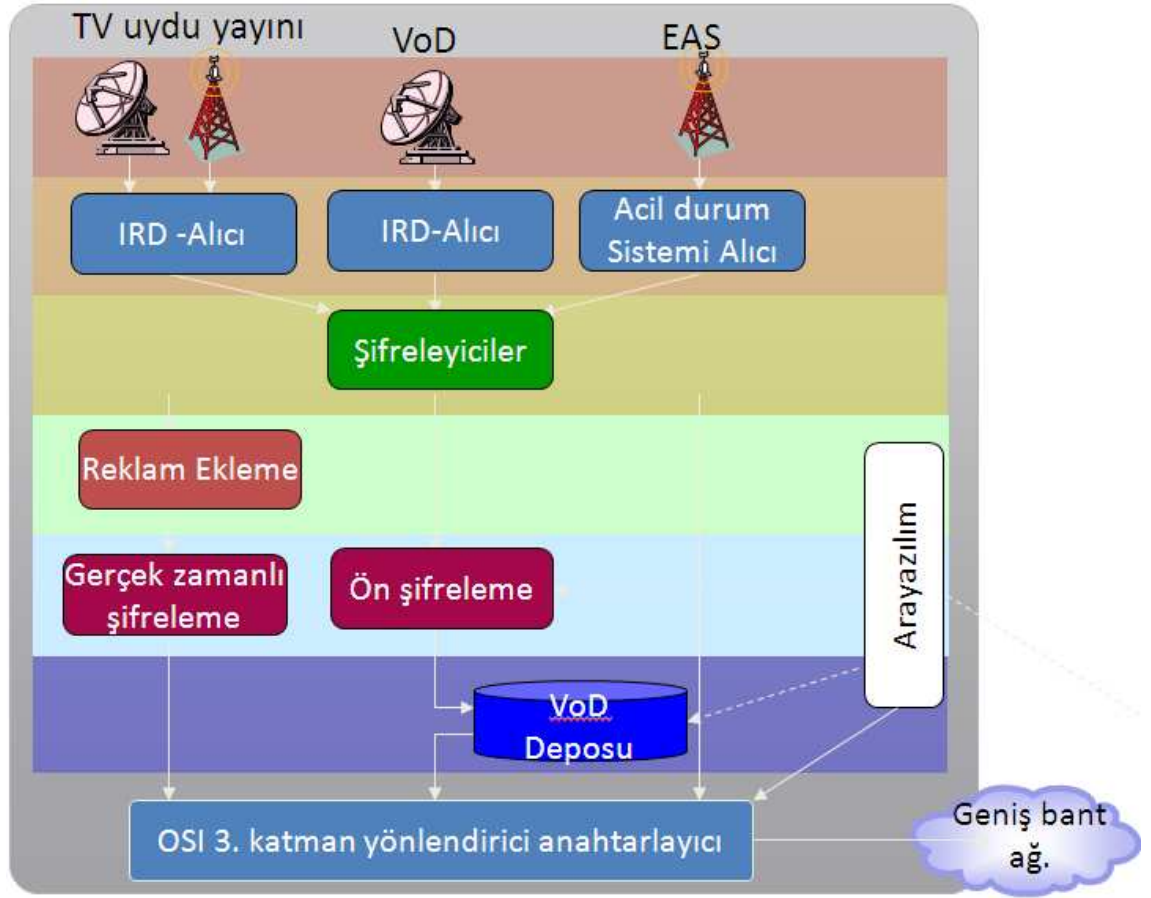 TV uydu yayını
VoD
EAS
IRD -Alıcı
IRD-Alıcı
Acil durum
Sistemi Alıcı
Şifreleyiciler
Reklam Ekleme
Gerçek zamanlı
şifreleme
Ön şifreleme
Arayazılım
VoD
Deposu
OSI 3. katman yönlendirici anahtarlayıcı
Geniş bant
ağ.